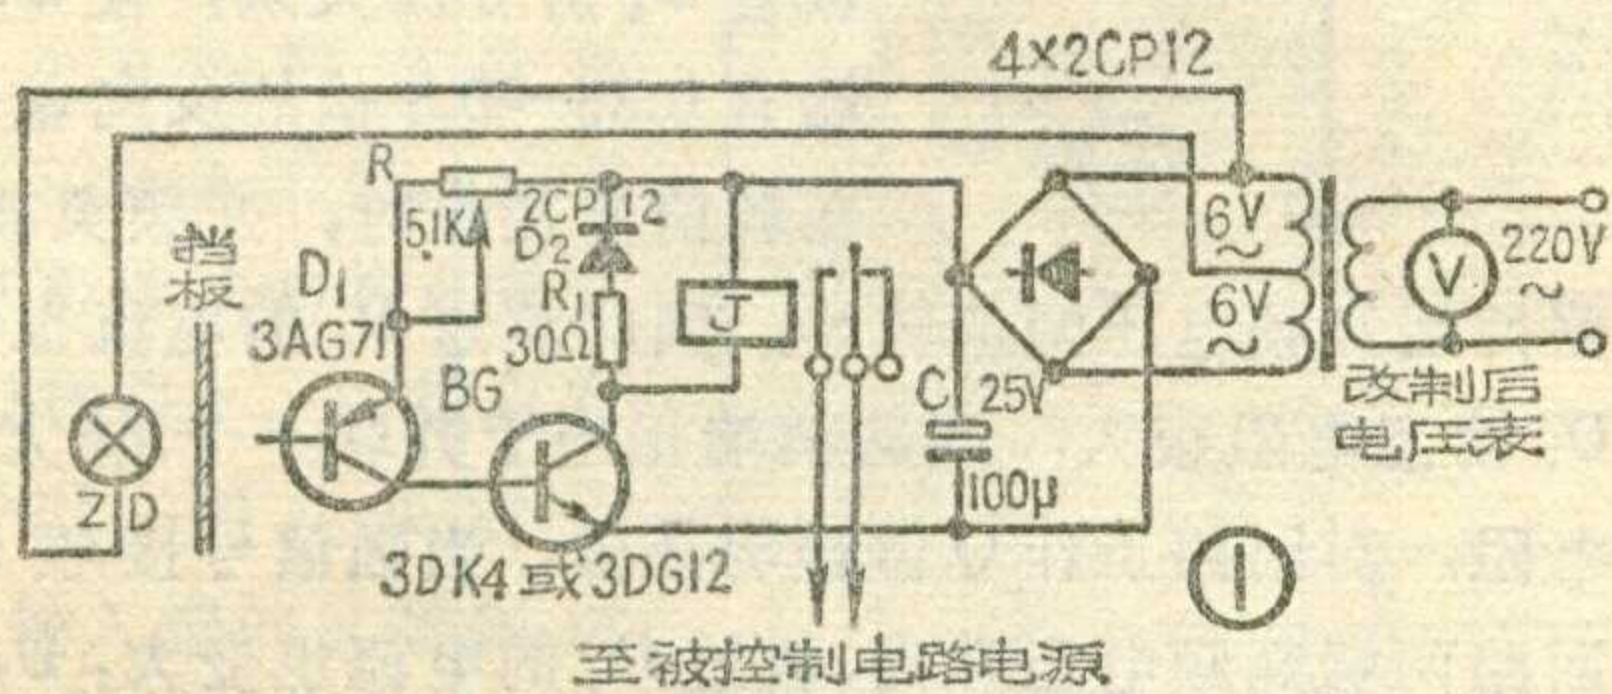 4×2CP12
R
51K
2CP12
D2
R1
30Ω
挡板
D1
3AG71
BG
J
C 25V
100μ
6V
~
6V
~
V
220V
~
改制后
电压表
ZD
3DK4或3DG12
①
至被控制电路电源